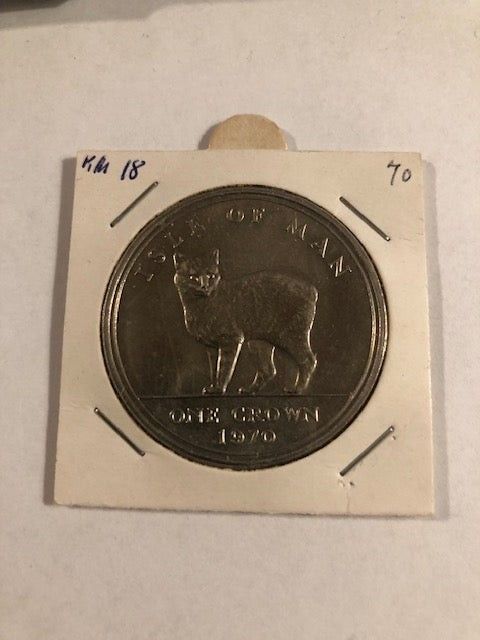 KM 18
70
ISLE OF MAN
ONE CROWN
1970